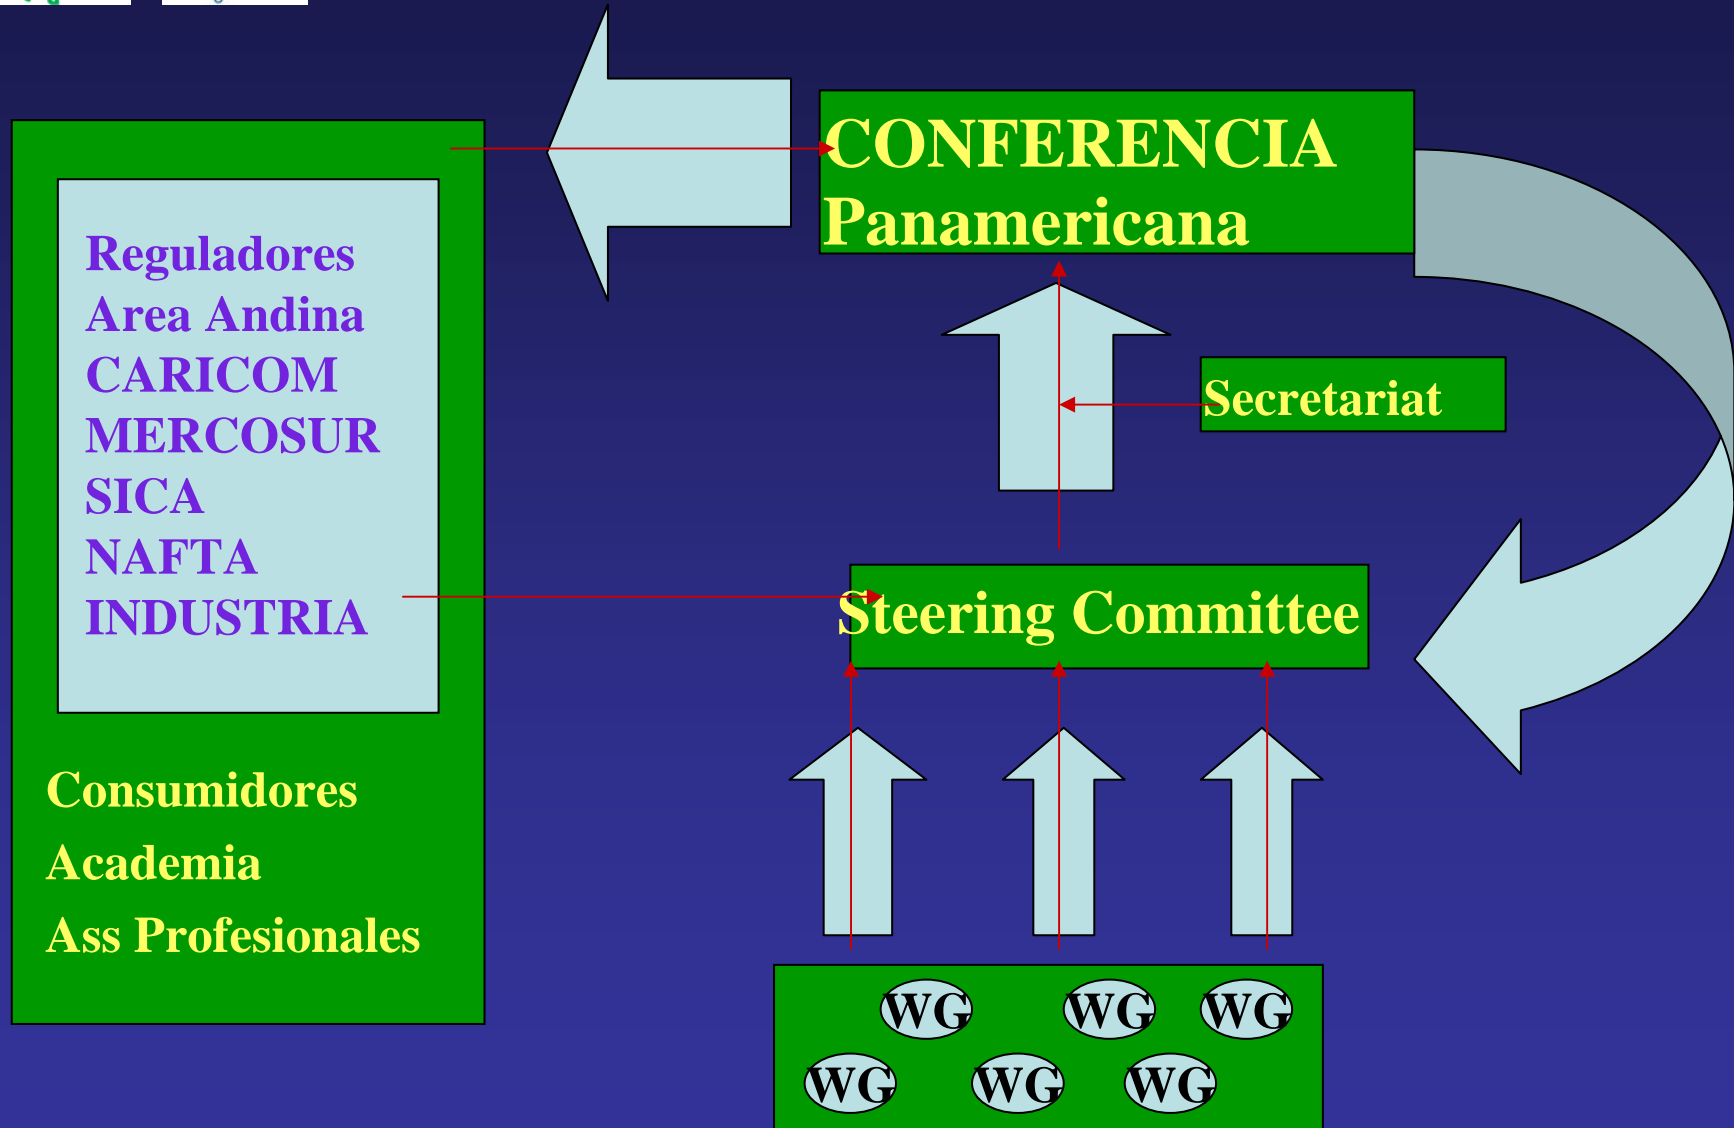 CONFERENCIA
Panamericana
Reguladores
Area Andina
CARICOM
MERCOSUR
SICA
NAFTA
INDUSTRIA
Consumidores
Academia
Ass Profesionales
Secretariat
Steering Committee
WG
WG
WG
WG
WG
WG